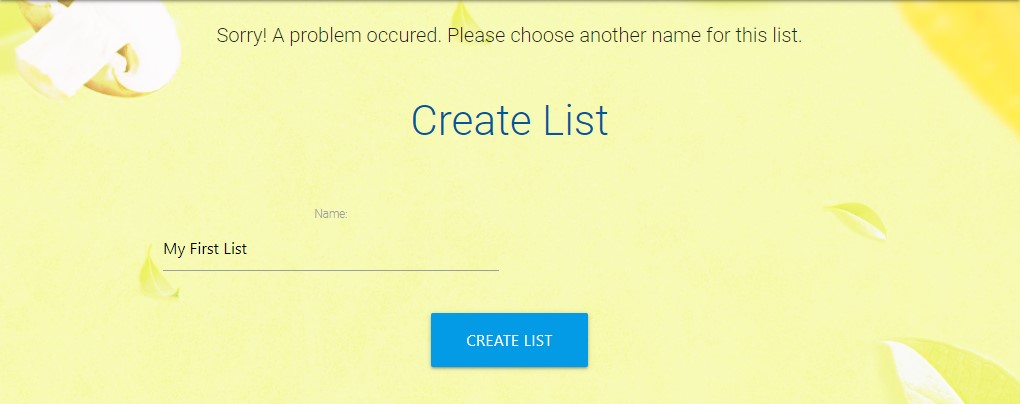 Sorry! A problem occured. Please choose another name for this list.
Create List
Name:
My First List
CREATE LIST